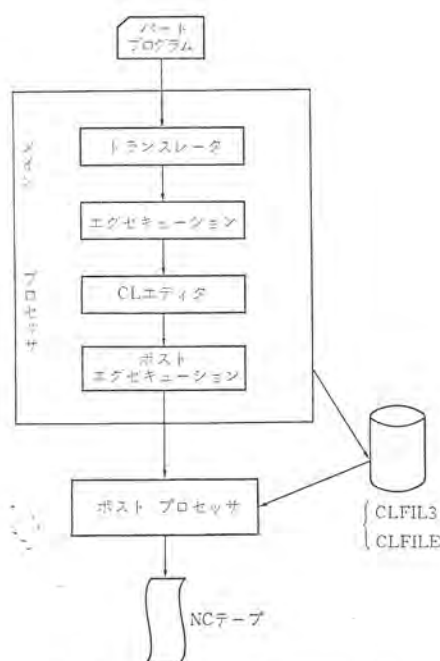 パート
プログラム
メイン
プロセッサ
トランスレータ
エグゼキューション
CLエディタ
ポスト
エグゼキューション
ポスト プロセッサ
CLFIL3
CLFILE
NCテープ